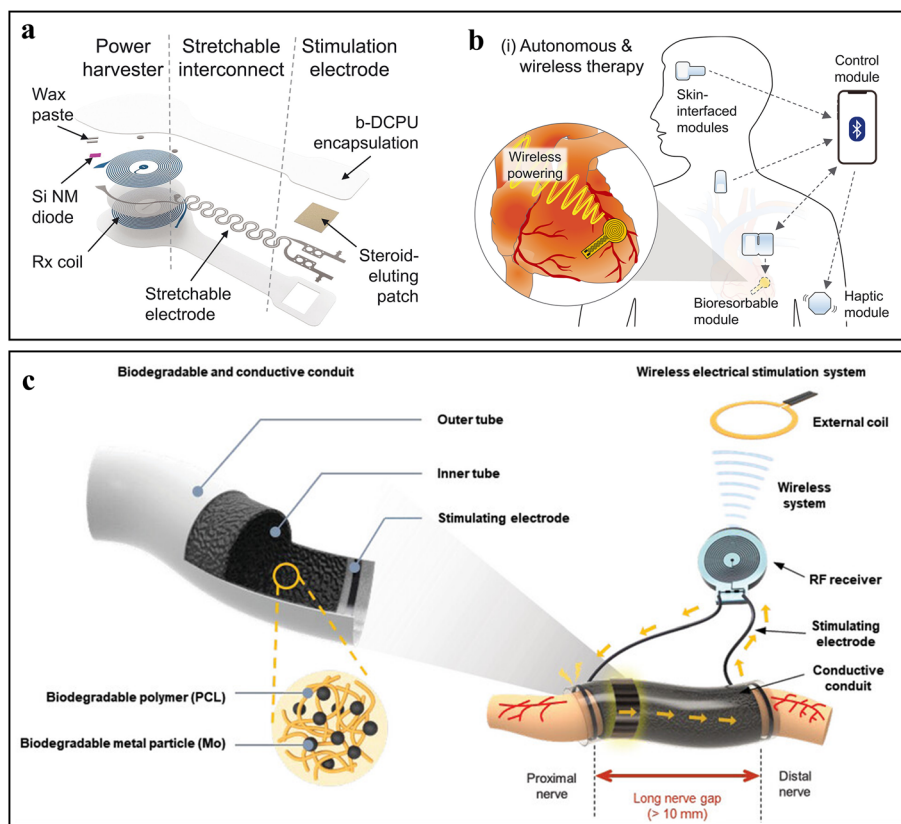 a
Power
harvester
Stretchable
interconnect
Stimulation
electrode
Wax
paste
b-DCPU
encapsulation
Si NM
diode
Rx coil
Stretchable
electrode
Steroid-
eluting
patch
b
(i) Autonomous &
wireless therapy
Control
module
Skin-
interfaced
modules
Wireless
powering
Bioresorbable
module
Haptic
module
c
Biodegradable and conductive conduit
Wireless electrical stimulation system
Outer tube
Inner tube
Stimulating electrode
Biodegradable polymer (PCL)
Biodegradable metal particle (Mo)
External coil
Wireless
system
RF receiver
Stimulating
electrode
Conductive
conduit
Proximal
nerve
Long nerve gap
(> 10 mm)
Distal
nerve